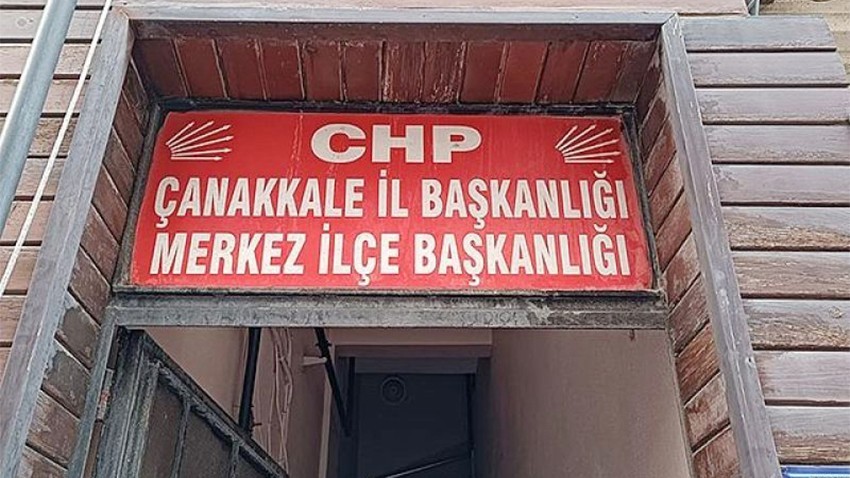 CHP
ÇANAKKALE İL BAŞKANLIĞI
MERKEZ İLÇE BAŞKANLIĞI